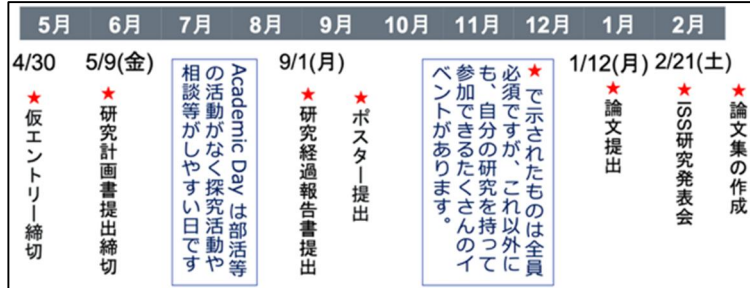 5月 6月 7月 8月 9月 10月 11月 12月 1月 2月
4/30
★仮エントリー締切
5/9(金)
★研究計画書提出締切
Academic Day は部活等
の活動がなく探究活動や
相談等がしやすい日です
9/1(月)
★研究経過報告書提出
★ポスター提出
★で示されたものは全員
必須ですが、これ以外に
も、自分の研究を持って
参加できるたくさんのイ
ベントがあります。
1/12(月)
★論文提出
2/21(土)
★ISS研究発表会
★論文集の作成